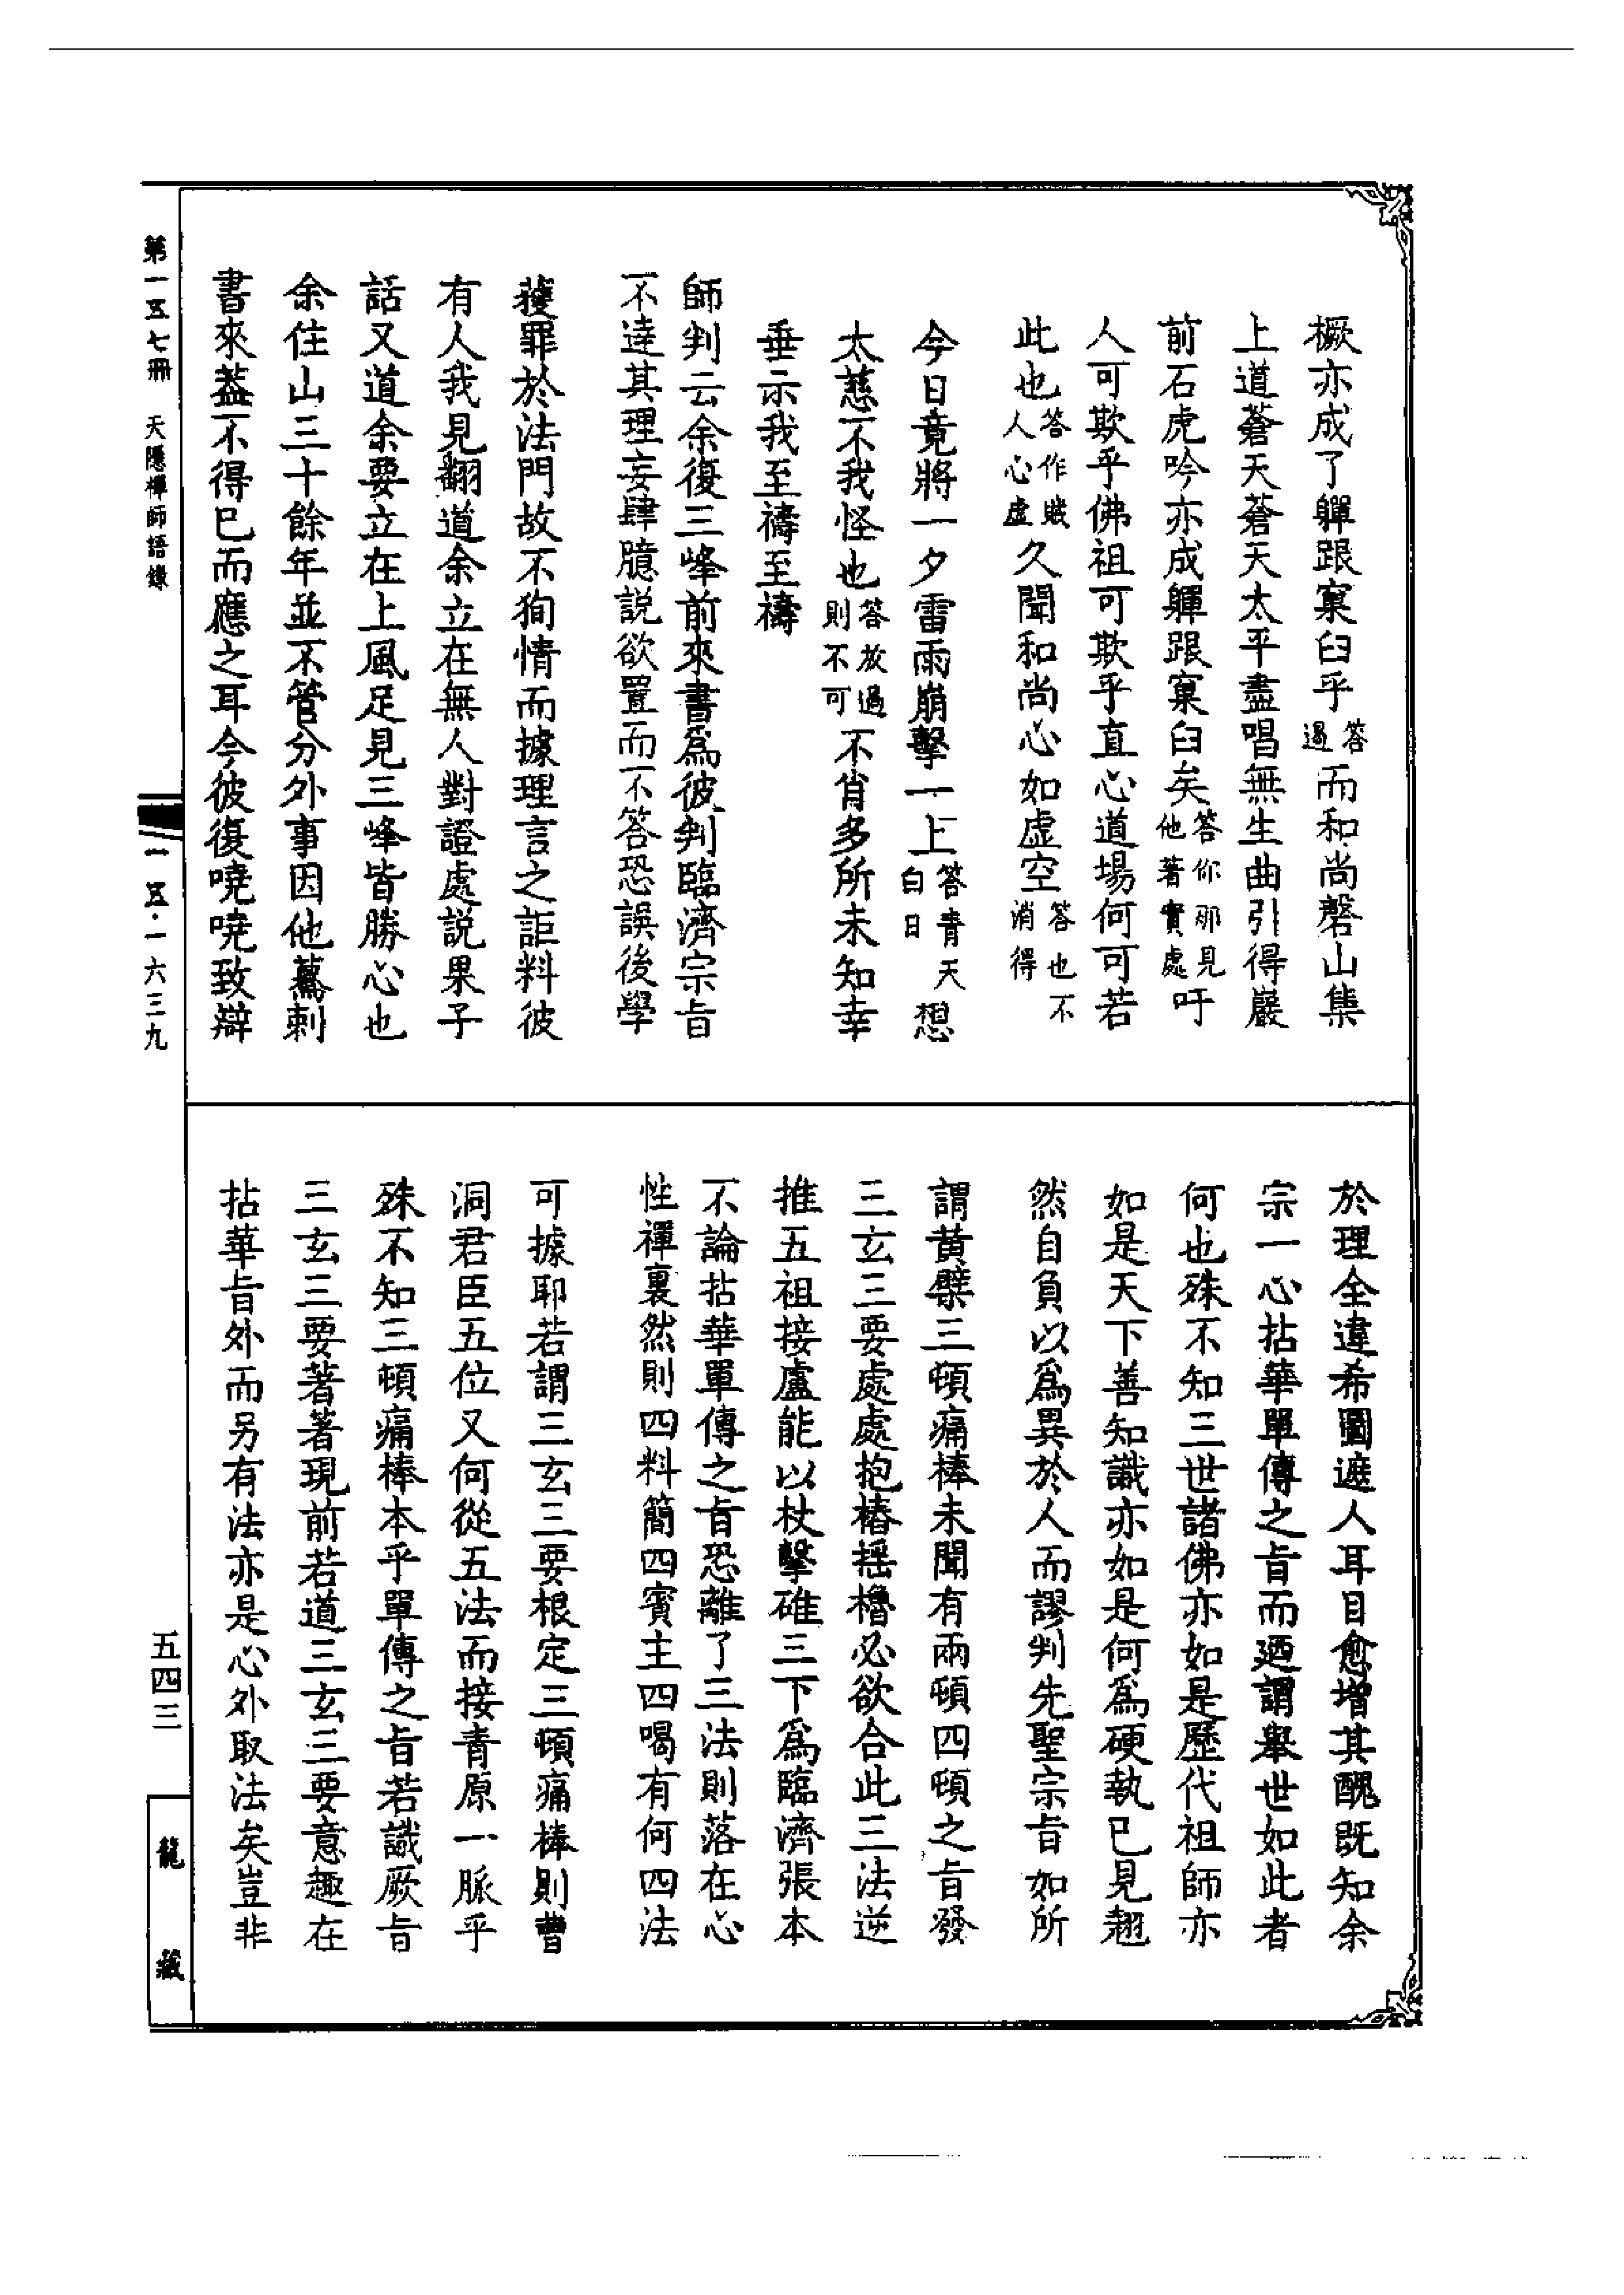 橛亦成了軃跟窠臼乎答過而和尚磬山集
上道蒼天蒼天太平盡唱無生曲引得巖
前石虎吟亦成軃跟窠臼矣答你那見他著實處吁
人可欺乎佛祖可欺乎直心道場何可若
此也答作賊人心虛久聞和尚心如虛空答也不消得
今日竟將一夕雷雨崩擊一上答青天白日想
太慈不我怪也答放過則不可不肖多所未知幸
垂示我至禱至禱
師判云余復三峰前來書為彼判臨濟宗旨
不達其理妄肆臆說欲置而不答恐誤後學
獲罪於法門故不狥情而據理言之詎料彼
有人我見翻道余立在無人對證處說果子
話又道余要立在上風足見三峰皆勝心也
余住山三十餘年並不管分外事因他驀刺
書來葢不得已而應之耳今彼復嘵嘵致辯
於理全違希圖遮人耳目愈增其醜既知余
宗一心拈華單傳之旨而廼謂舉世如此者
何也殊不知三世諸佛亦如是歷代祖師亦
如是天下善知識亦如是何為硬執己見翹
然自負以為異於人而謬判先聖宗旨如所
謂黃檗三頓痛棒未聞有兩頓四頓之旨發
三玄三要處處抱樁搖櫓必欲合此三法逆
推五祖接盧能以杖擊碓三下為臨濟張本
不論拈華單傳之旨恐離了三法則落在心
性禪裏然則四料簡四賓主四喝有何四法
可據耶若謂三玄三要根定三頓痛棒則曹
洞君臣五位又何從五法而接青原一脈乎
殊不知三頓痛棒本乎單傳之旨若識厥旨
三玄三要著著現前若道三玄三要意趣在
拈華旨外而另有法亦是心外取法矣豈非
第一五七冊 天隱禪師語錄
一五·一六三九
五四三
龍藏